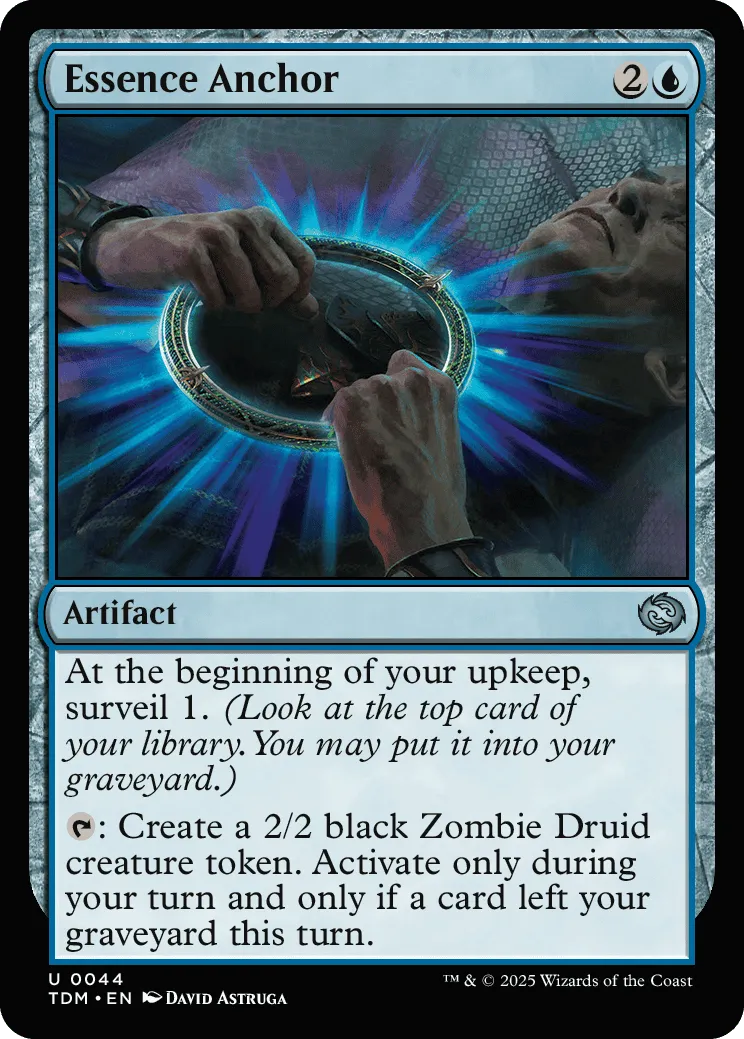 Essence Anchor 2
Artifact
At the beginning of your upkeep,
surveil 1. (Look at the top card of
your library. You may put it into your
graveyard.)
: Create a 2/2 black Zombie Druid
creature token. Activate only during
your turn and only if a card left your
graveyard this turn.
U 0044
TDM • EN David Astruga
™ & © 2025 Wizards of the Coast